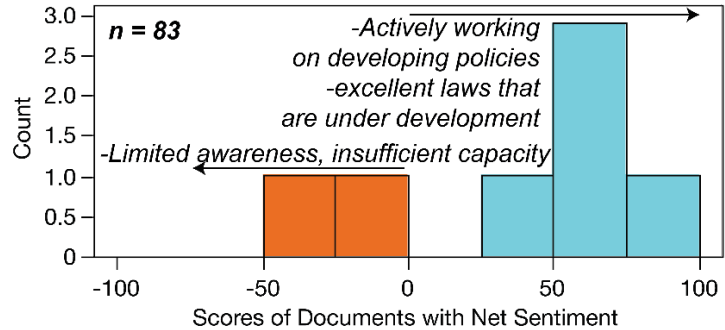 3.0
2.5
2.0
1.5
1.0
0.5
0
Count
n = 83
-Actively working
on developing policies
-excellent laws that
are under development
-Limited awareness, insufficient capacity
-100
-50
0
50
100
Scores of Documents with Net Sentiment